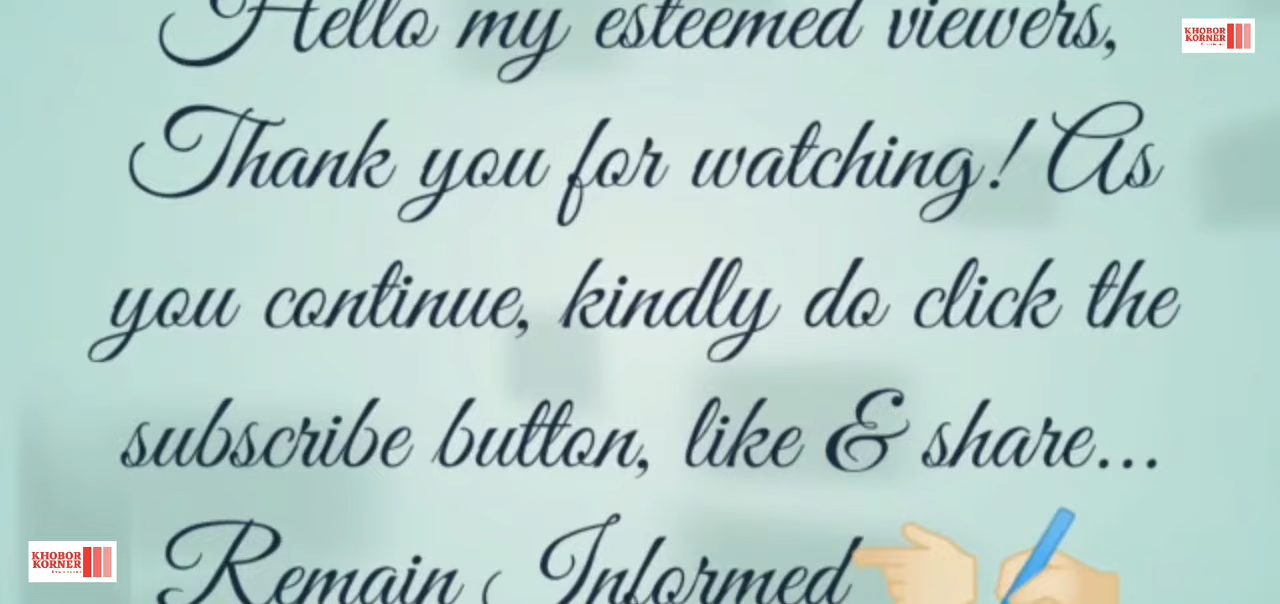 Hello my esteemed viewers,
KHOBOR
KORNER
Thank you for watching! As
you continue, kindly do click the
subscribe button, like & share...
Remain Informed
KHOBOR
KORNER